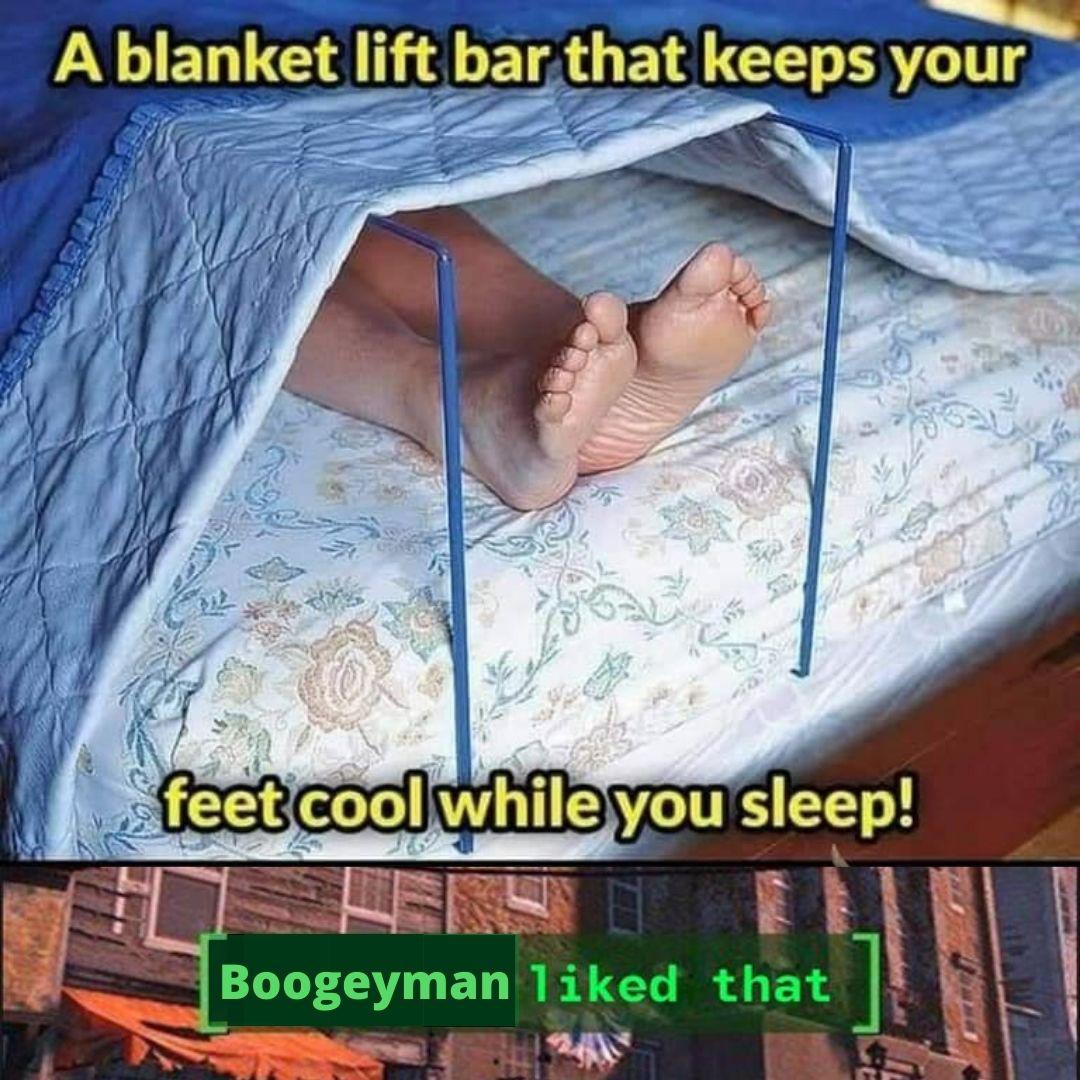 A blanket lift bar that keeps your
feet cool while you sleep!
[Boogeyman liked that]